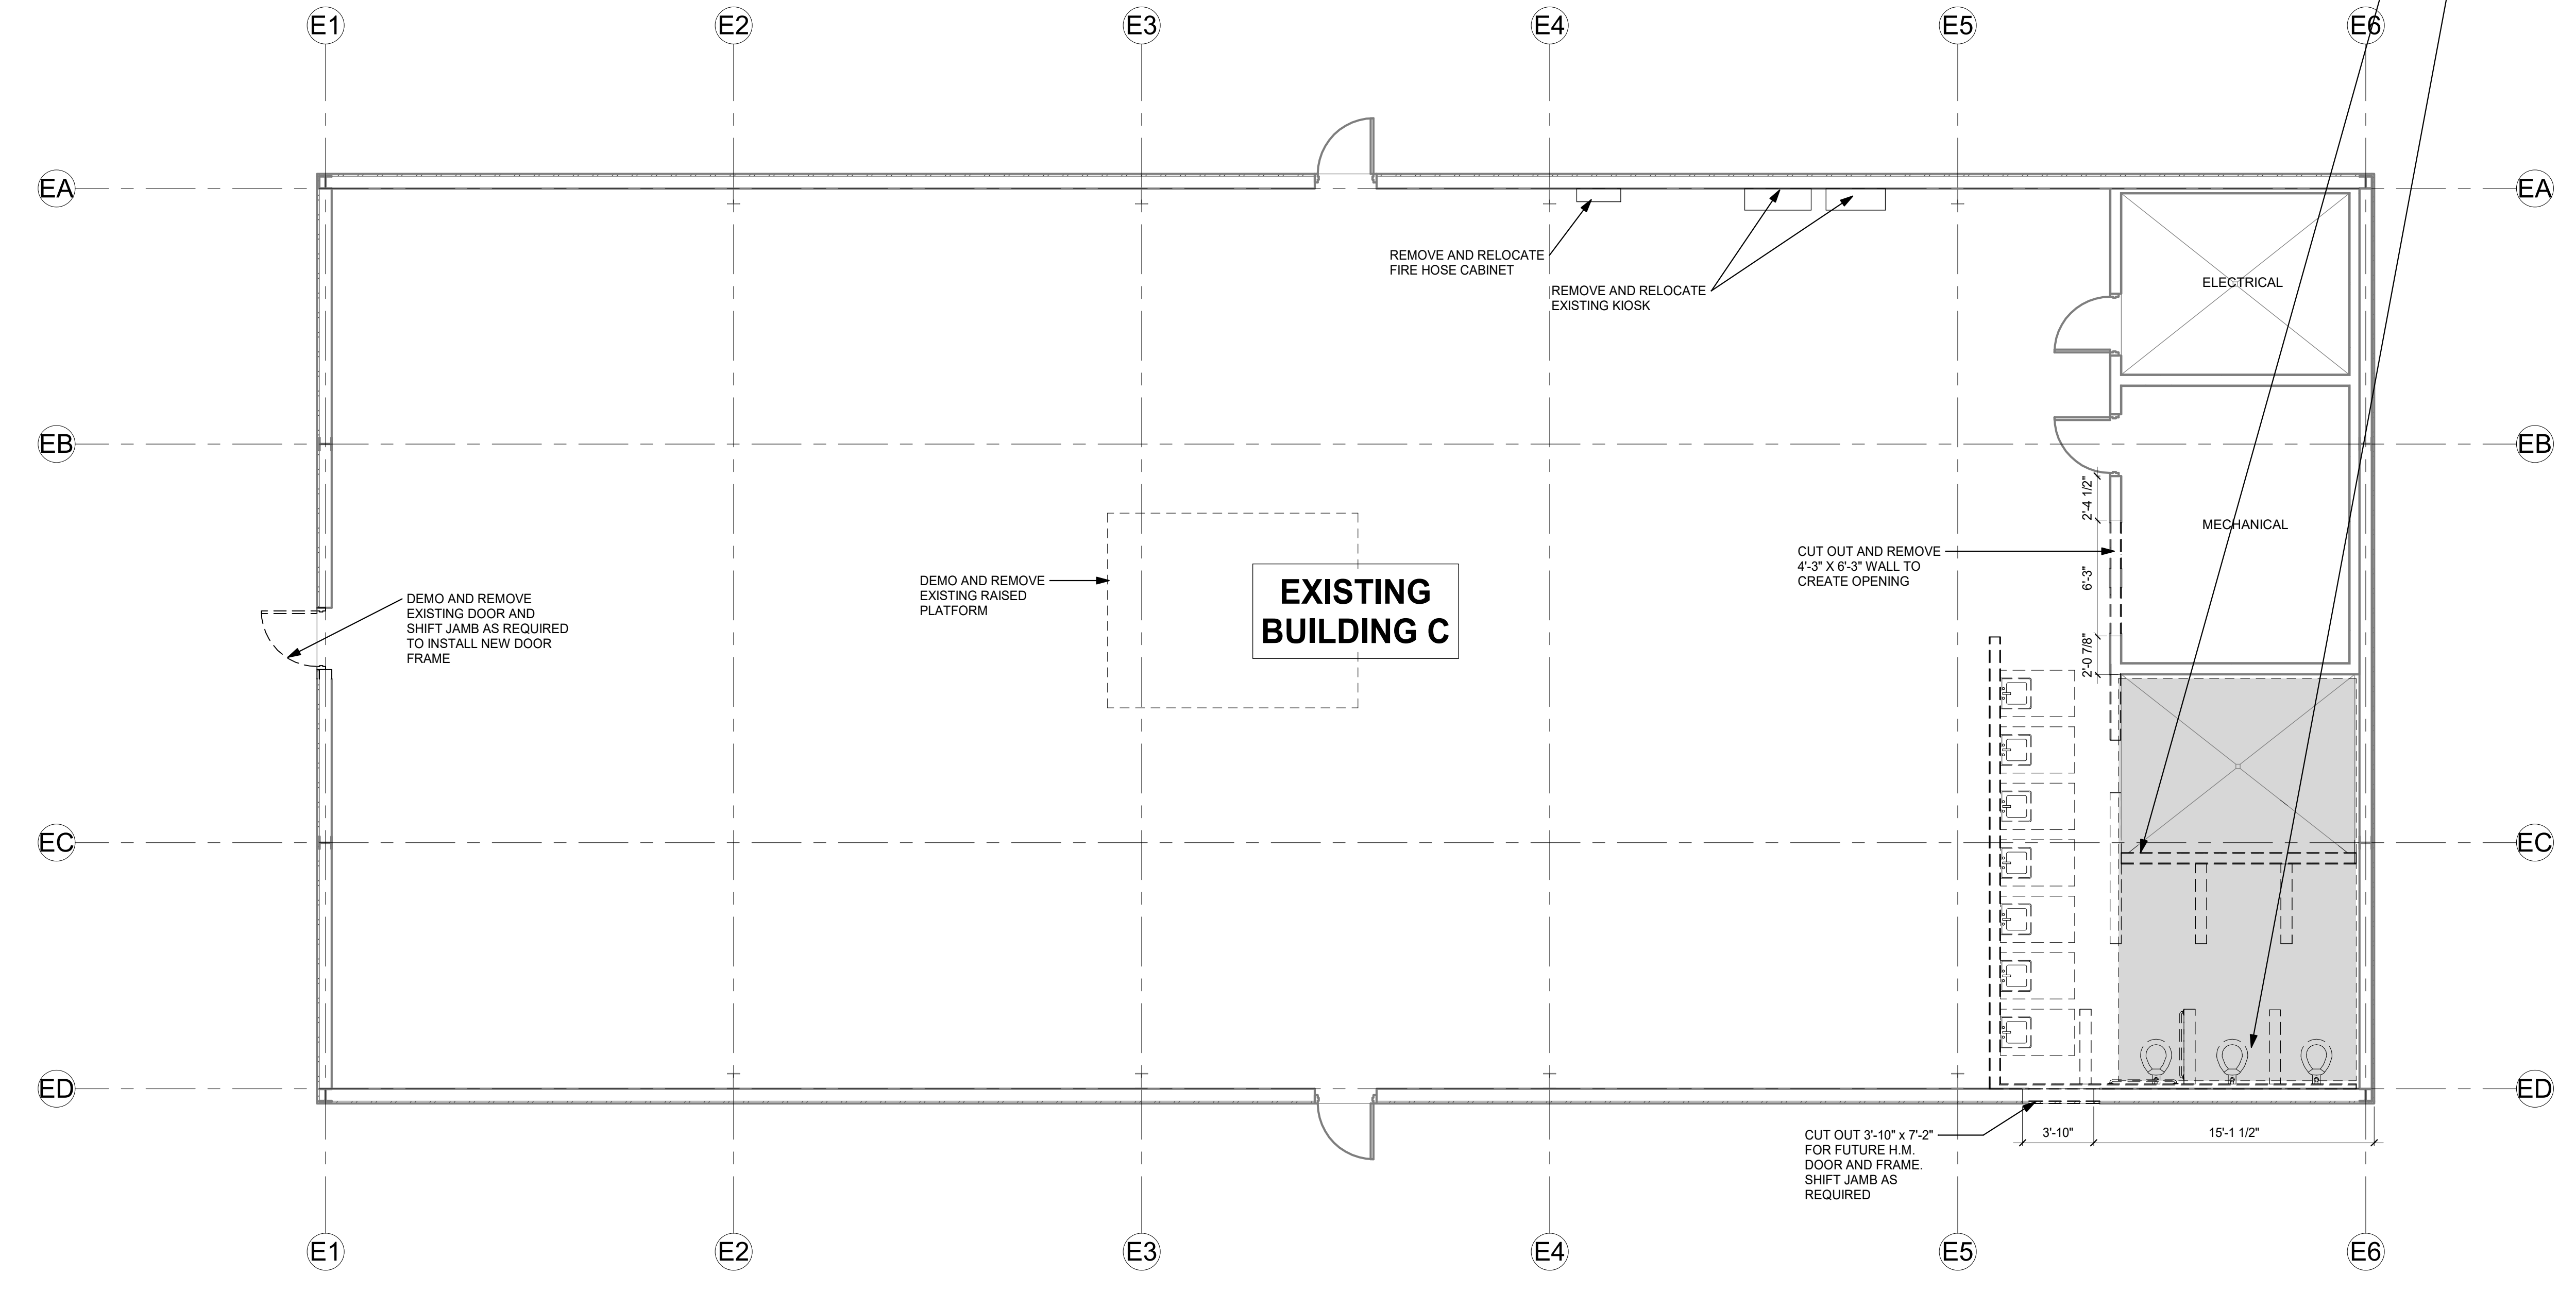 E1
E2
E3
E4
E5
E6
EA
EA
REMOVE AND RELOCATE
FIRE HOSE CABINET
REMOVE AND RELOCATE
EXISTING KIOSK
ELECTRICAL
EB
EB
2'-4 1/2"
6'-3"
2'-0 7/8"
MECHANICAL
CUT OUT AND REMOVE
4'-3" X 6'-3" WALL TO
CREATE OPENING
DEMO AND REMOVE
EXISTING RAISED
PLATFORM
EXISTING
BUILDING C
DEMO AND REMOVE
EXISTING DOOR AND
SHIFT JAMB AS REQUIRED
TO INSTALL NEW DOOR
FRAME
EC
EC
ED
ED
CUT OUT 3'-10" x 7'-2"
FOR FUTURE H.M.
DOOR AND FRAME.
SHIFT JAMB AS
REQUIRED
3'-10"
15'-1 1/2"
E1
E2
E3
E4
E5
E6